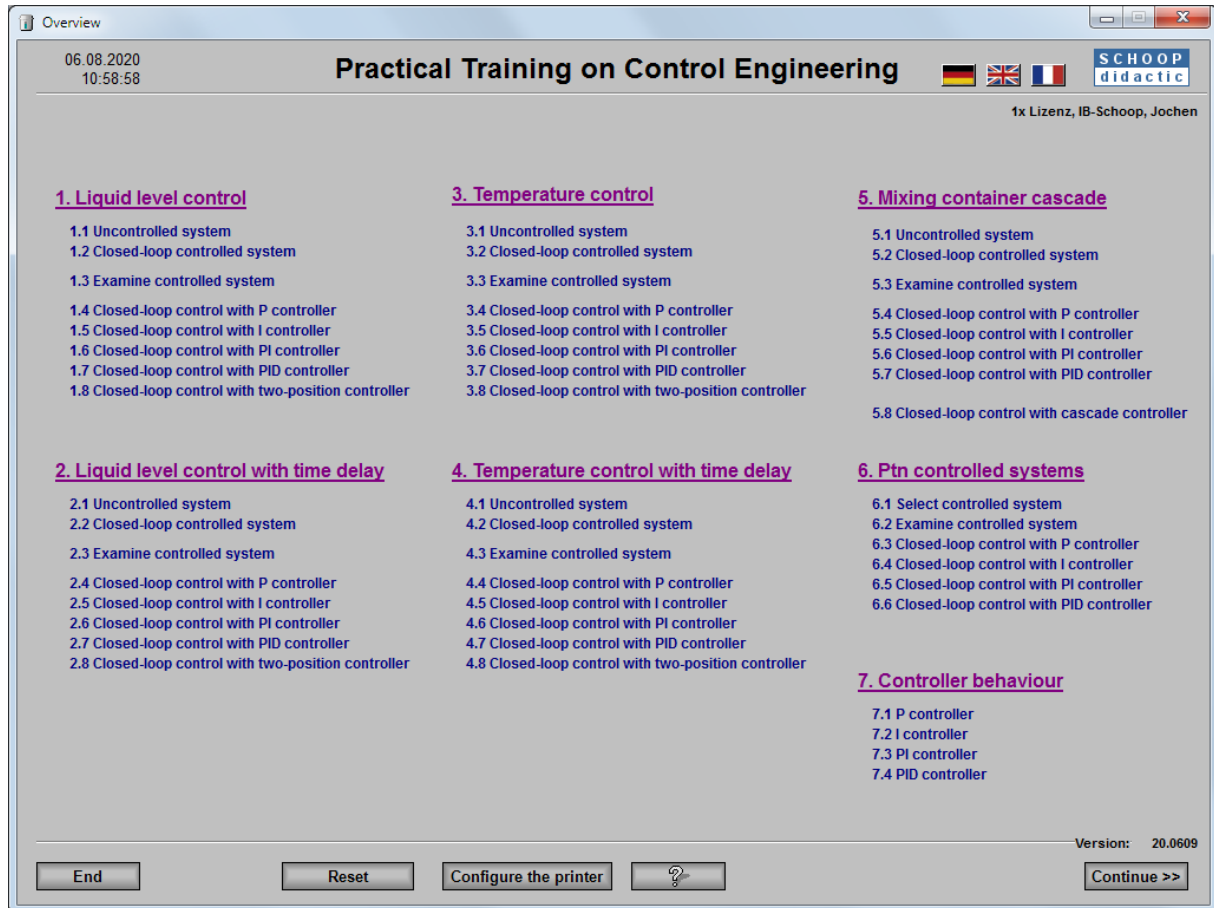 Overview
06.08.2020
10:58:58
Practical Training on Control Engineering
SCHOOP
didactic
1x Lizenz, IB-Schoop, Jochen
1. Liquid level control
1.1 Uncontrolled system
1.2 Closed-loop controlled system
1.3 Examine controlled system
1.4 Closed-loop control with P controller
1.5 Closed-loop control with I controller
1.6 Closed-loop control with PI controller
1.7 Closed-loop control with PID controller
1.8 Closed-loop control with two-position controller
2. Liquid level control with time delay
2.1 Uncontrolled system
2.2 Closed-loop controlled system
2.3 Examine controlled system
2.4 Closed-loop control with P controller
2.5 Closed-loop control with I controller
2.6 Closed-loop control with PI controller
2.7 Closed-loop control with PID controller
2.8 Closed-loop control with two-position controller
3. Temperature control
3.1 Uncontrolled system
3.2 Closed-loop controlled system
3.3 Examine controlled system
3.4 Closed-loop control with P controller
3.5 Closed-loop control with I controller
3.6 Closed-loop control with PI controller
3.7 Closed-loop control with PID controller
3.8 Closed-loop control with two-position controller
4. Temperature control with time delay
4.1 Uncontrolled system
4.2 Closed-loop controlled system
4.3 Examine controlled system
4.4 Closed-loop control with P controller
4.5 Closed-loop control with I controller
4.6 Closed-loop control with PI controller
4.7 Closed-loop control with PID controller
4.8 Closed-loop control with two-position controller
5. Mixing container cascade
5.1 Uncontrolled system
5.2 Closed-loop controlled system
5.3 Examine controlled system
5.4 Closed-loop control with P controller
5.5 Closed-loop control with I controller
5.6 Closed-loop control with PI controller
5.7 Closed-loop control with PID controller
5.8 Closed-loop control with cascade controller
6. Ptn controlled systems
6.1 Select controlled system
6.2 Examine controlled system
6.3 Closed-loop control with P controller
6.4 Closed-loop control with I controller
6.5 Closed-loop control with PI controller
6.6 Closed-loop control with PID controller
7. Controller behaviour
7.1 P controller
7.2 I controller
7.3 PI controller
7.4 PID controller
Version: 20.0609
End
Reset
Configure the printer
?
Continue >>